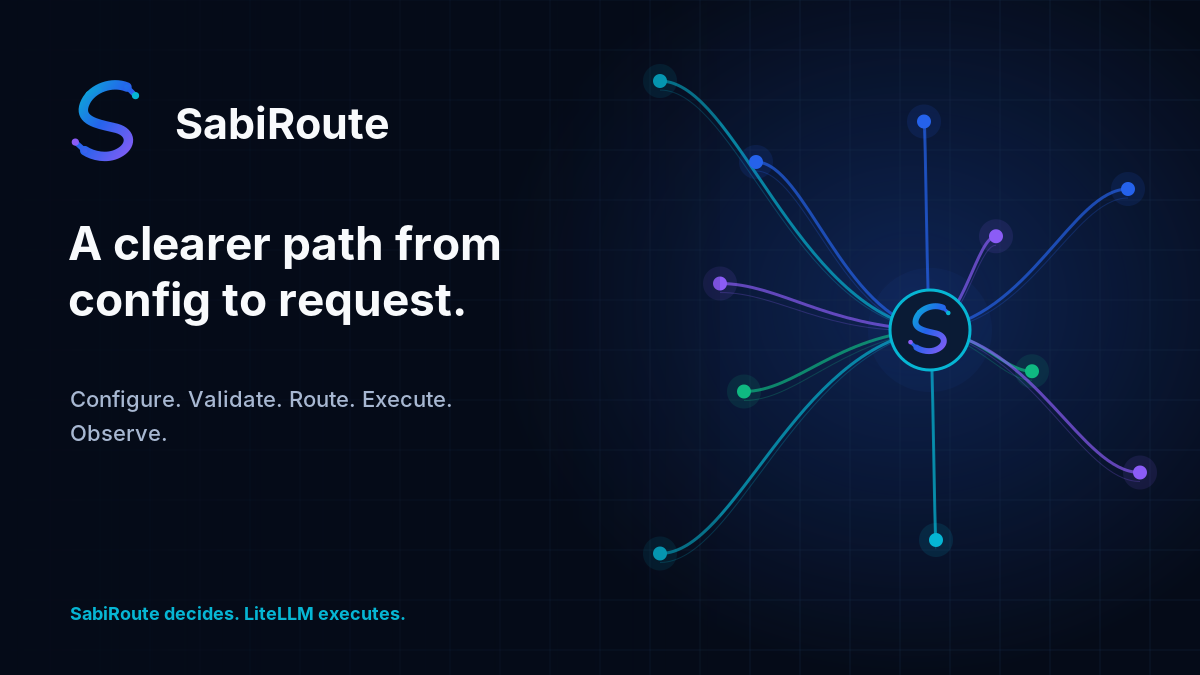 SabiRoute
A clearer path from
config to request.
Configure. Validate. Route. Execute.
Observe.
SabiRoute decides. LiteLLM executes.